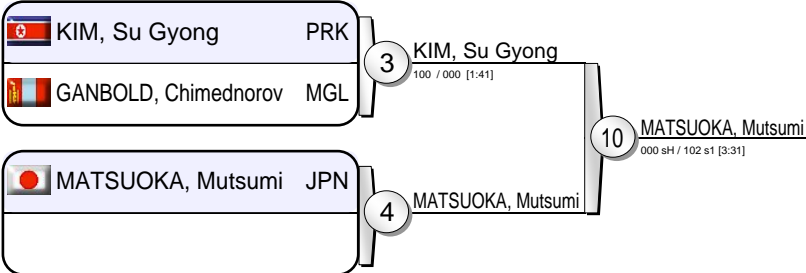 KIM, Su Gyong PRK
GANBOLD, Chimednorov MGL
3
KIM, Su Gyong
100 / 000 [1:41]
MATSUOKA, Mutsumi JPN
4
MATSUOKA, Mutsumi
10
MATSUOKA, Mutsumi
000 sH / 102 s1 [3:31]